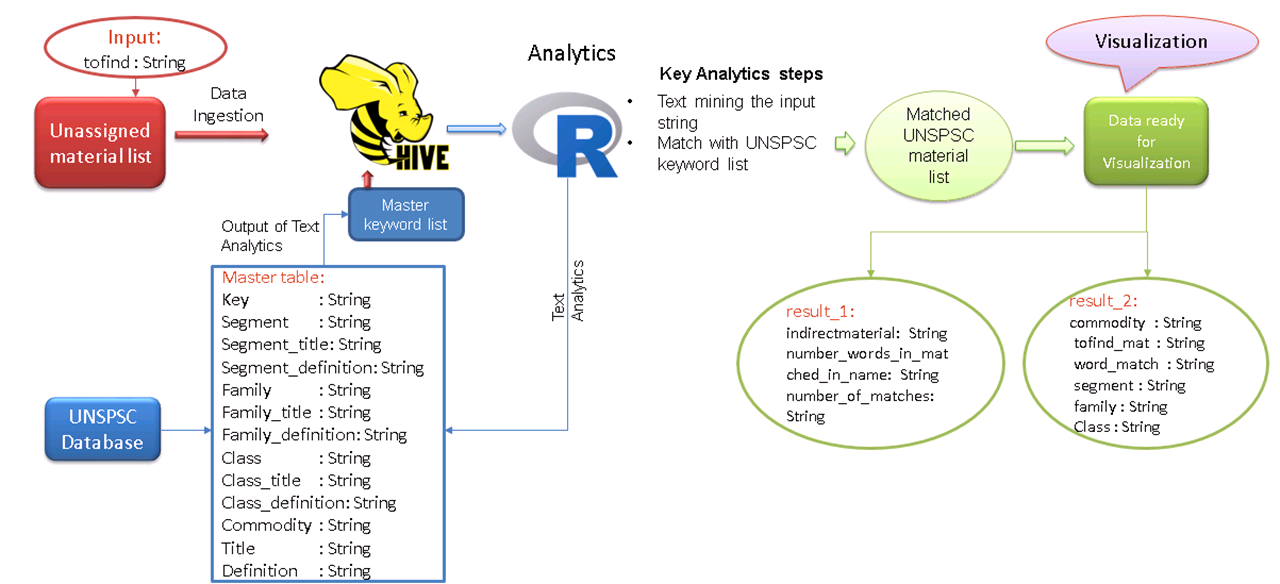 Input:
tofind : String
Unassigned
material list
Data
Ingestion
HIVE
Analytics
R
Key Analytics steps
• Text mining the input
string
• Match with UNSPSC
keyword list
Matched
UNSPSC
material
list
Visualization
Data ready
for
Visualization
Master
keyword list
Output of Text
Analytics
Text
Analytics
UNSPSC
Database
Master table:
Key : String
Segment : String
Segment_title: String
Segment_definition: String
Family : String
Family_title : String
Family_definition: String
Class : String
Class_title : String
Class_definition: String
Commodity : String
Title : String
Definition : String
result_1:
indirectmaterial: String
number_words_in_mat
ched_in_name: String
number_of_matches:
String
result_2:
commodity : String
tofind_mat : String
word_match : String
segment : String
family : String
Class : String